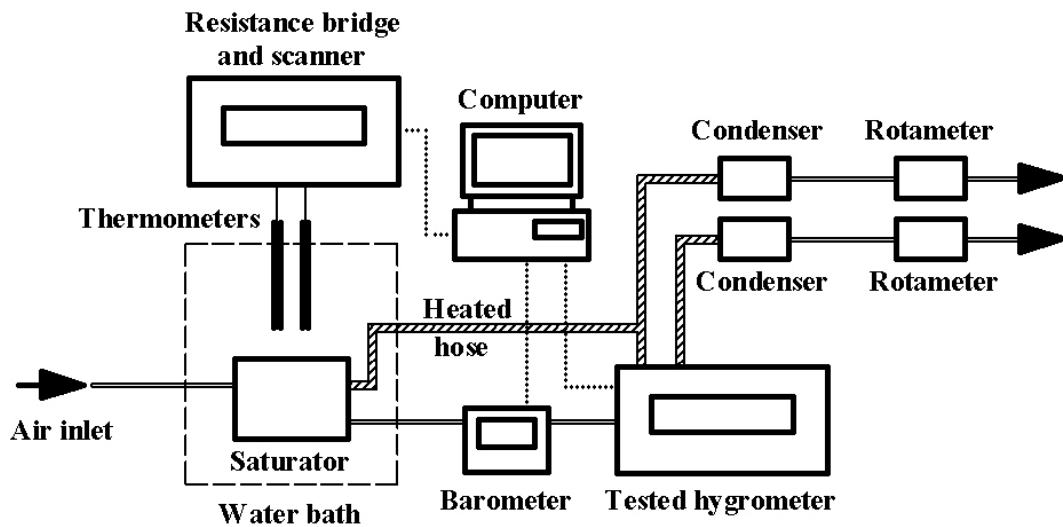 Resistance bridge
and scanner
Computer
Condenser
Rotameter
Thermometers
Condenser
Rotameter
Heated
hose
Air inlet
Saturator
Water bath
Barometer
Tested hygrometer